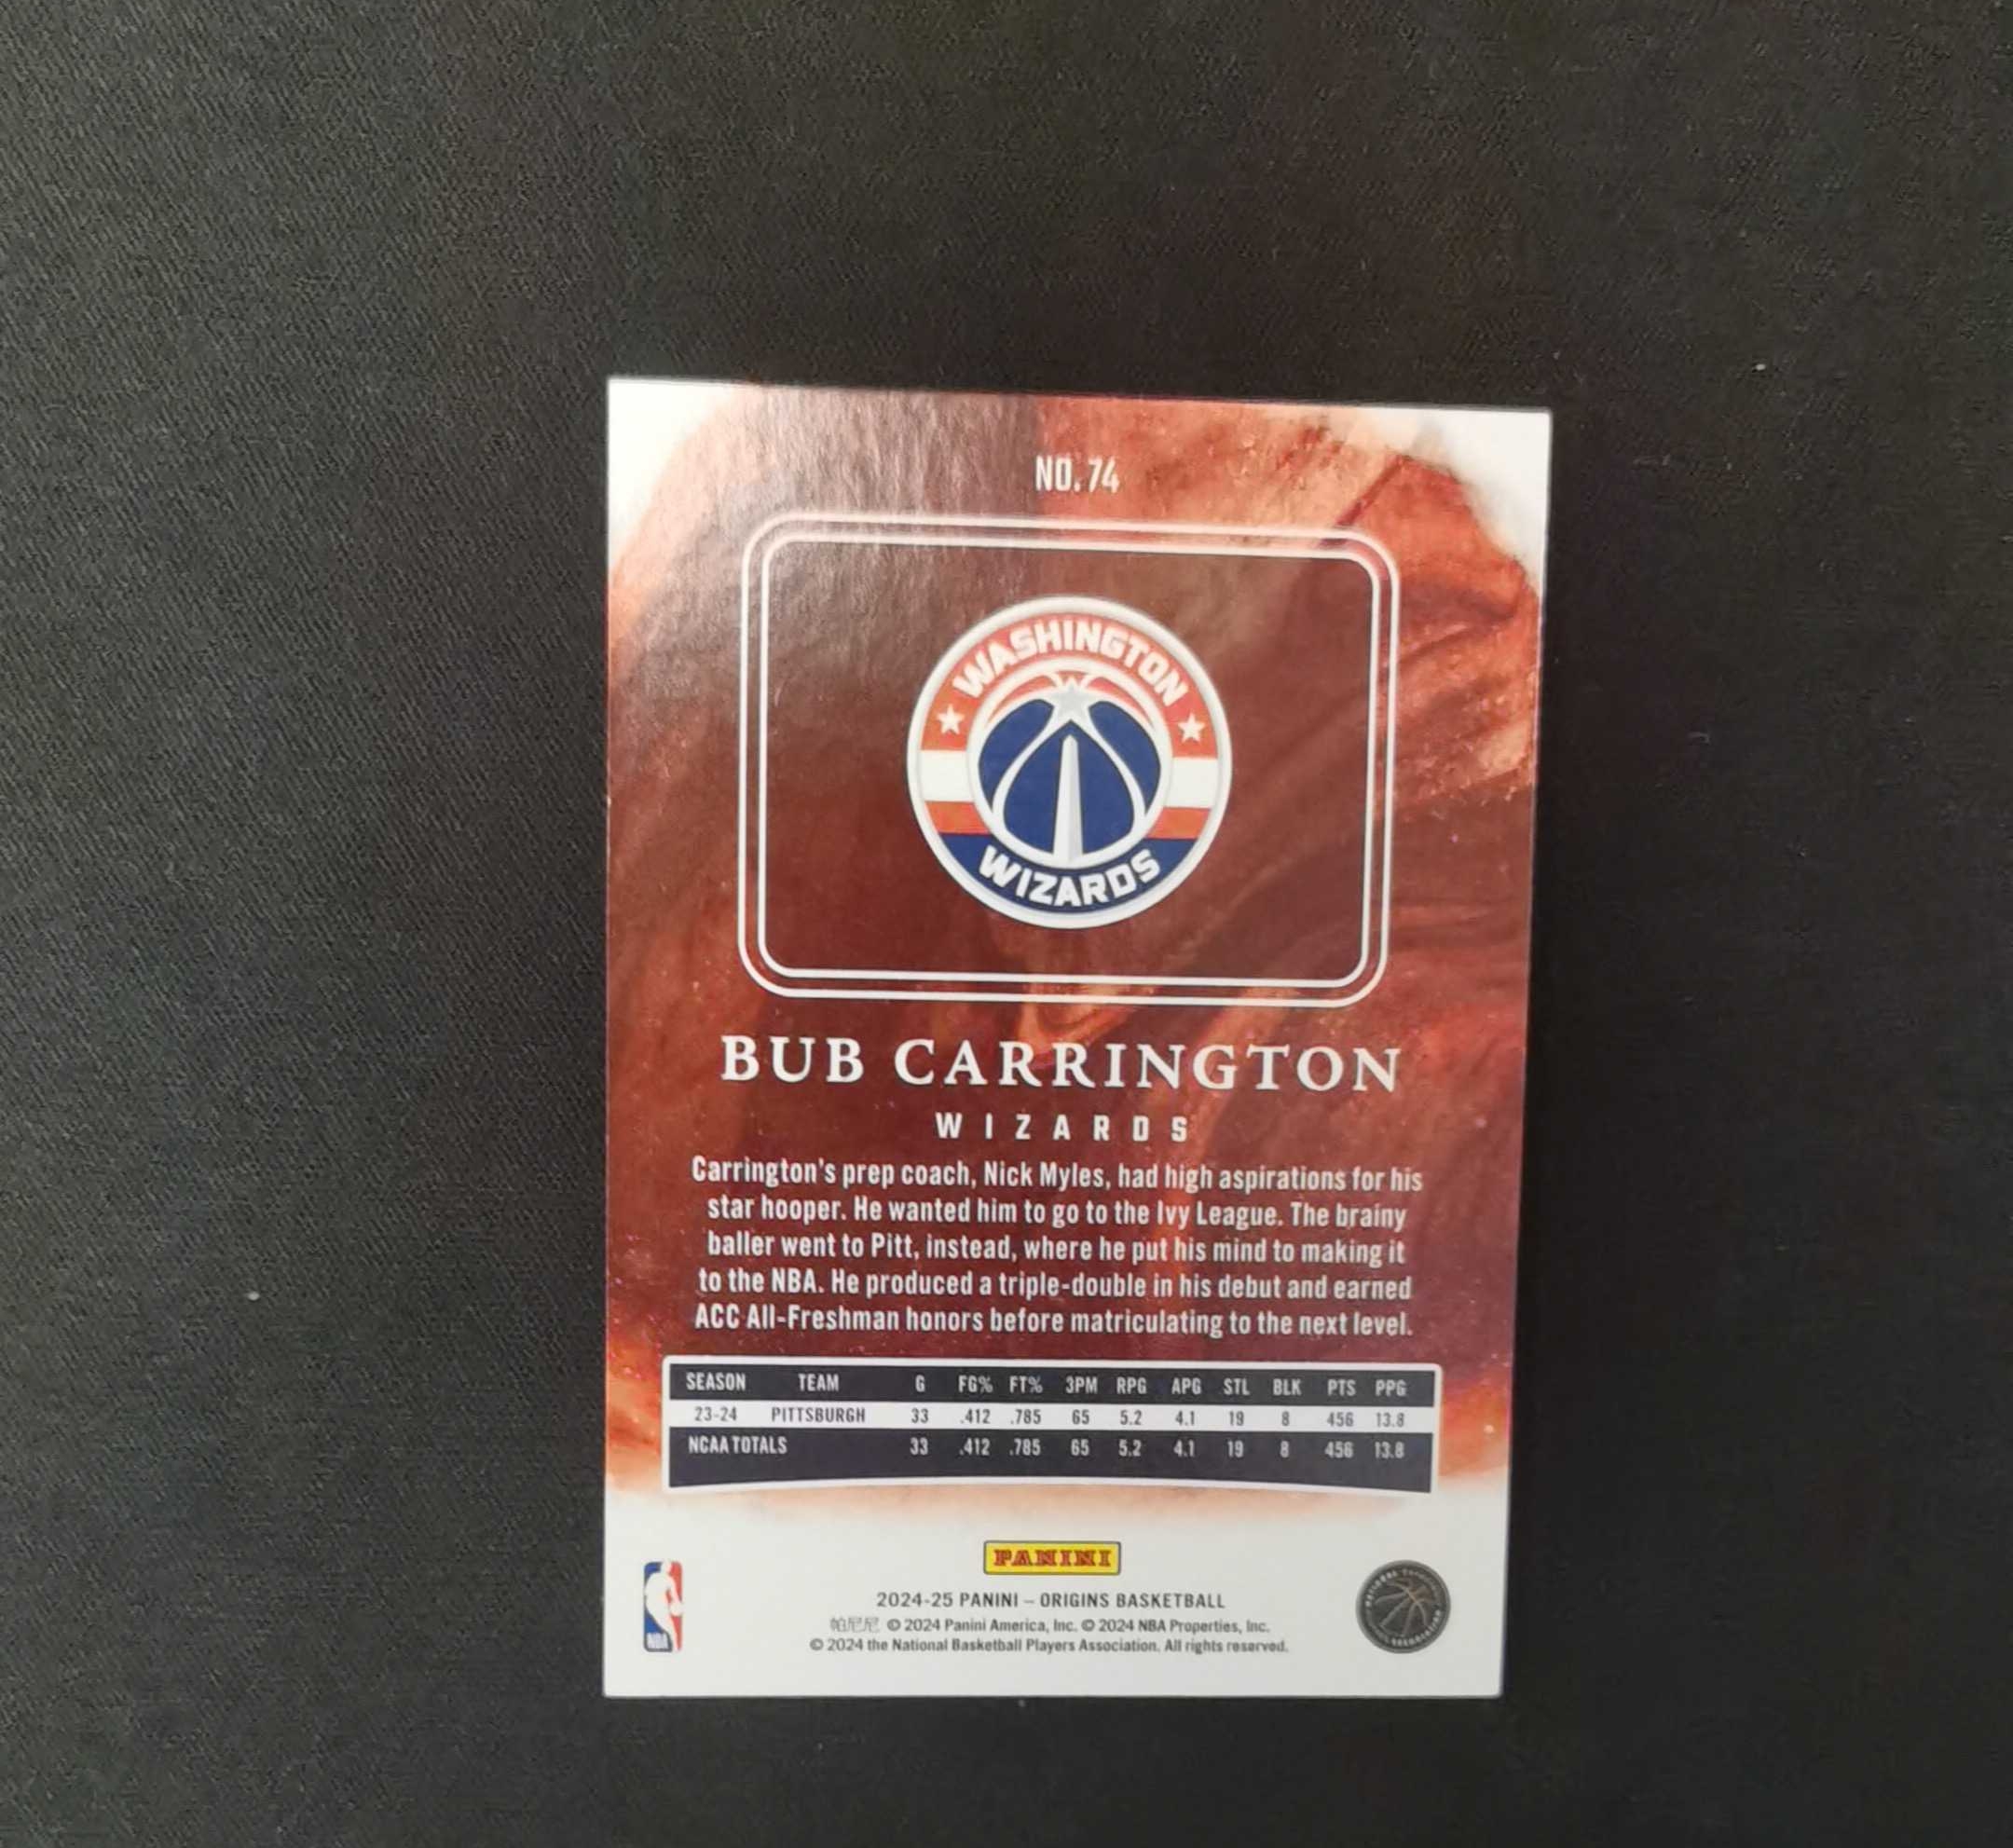 NO. 74
WASHINGTON
WIZARDS
BUB CARRINGTON
WIZARDS
Carrington's prep coach, Nick Myles, had high aspirations for his
star hooper. He wanted him to go to the Ivy League. The brainy
baller went to Pitt, instead, where he put his mind to making it
to the NBA. He produced a triple-double in his debut and earned
ACC All-Freshman honors before matriculating to the next level.
SEASON TEAM G FG% FT% 3PM RPG APG STL BLK PTS PPG
23-24 PITTSBURGH 33 .412 .785 65 5.2 4.1 19 8 456 13.8
NCAA TOTALS 33 .412 .785 65 5.2 4.1 19 8 456 13.8
PANINI
2024-25 PANINI – ORIGINS BASKETBALL
帕尼尼 © 2024 Panini America, Inc. © 2024 NBA Properties, Inc.
© 2024 the National Basketball Players Association. All rights reserved.
NBA